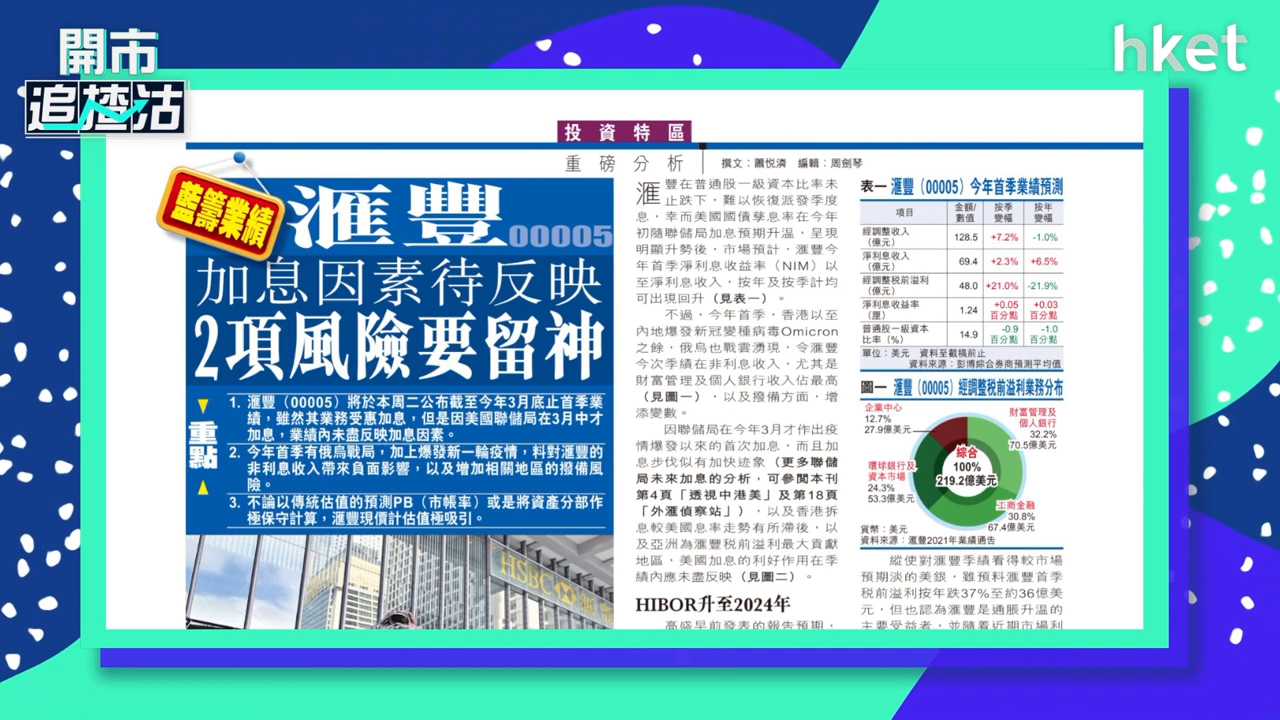 開市
追揸沽
hket
投資特區
重磅分析
撰文：蕭悦潾 編輯：周劍琴
藍籌業績
滙豐
00005
加息因素待反映
2項風險要留神
重點
1. 滙豐（00005）將於本周二公布截至今年3月底止首季業
績，雖然其業務受惠加息，但是因美國聯儲局在3月中才
加息，業績內未盡反映加息因素。
2. 今年首季有俄烏戰局，加上爆發新一輪疫情，料對滙豐的
非利息收入帶來負面影響，以及增加相關地區的撥備風
險。
3. 不論以傳統估值的預測PB（市帳率）或是將資產分部作
極保守計算，滙豐現價計估值極吸引。
HSBC
滙豐在普通股一級資本比率未
止跌下，難以恢復派發季度
息，幸而美國國債孳息率在今年
初隨聯儲局加息預期升温，呈現
明顯升勢後，市場預計，滙豐今
年首季淨利息收益率（NIM）以
至淨利息收入，按年及按季計均
可出現回升（見表一）。
不過，今年首季，香港以至
內地爆發新冠變種病毒Omicron
之餘，俄烏也戰雲湧現，令滙豐
今次季績在非利息收入，尤其是
財富管理及個人銀行收入佔最高
（見圖一），以及撥備方面，增
添變數。
因聯儲局在今年3月才作出疫
情爆發以來的首次加息，而且加
息步伐似有加快迹象（更多聯儲
局未來加息的分析，可參閱本刊
第4頁「透視中港美」及第18頁
「外滙偵察站」），以及香港拆
息較美國息率走勢有所滯後，以
及亞洲為滙豐稅前溢利最大貢獻
地區，美國加息的利好作用在季
績內應未盡反映（見圖二）。
HIBOR升至2024年
高盛早前發表的報告預期，
表一 滙豐（00005）今年首季業績預測
項目 金額/數值 按季變幅 按年變幅
經調整收入（億元） 128.5 +7.2% -1.0%
淨利息收入（億元） 69.4 +2.3% +6.5%
經調整稅前溢利（億元） 48.0 +21.0% -21.9%
淨利息收益率（厘） 1.24 +0.05百分點 +0.03百分點
普通股一級資本比率（%） 14.9 -0.9百分點 -1.0百分點
單位：美元 資料至截稿前止
資料來源：彭博綜合券商預測平均值
圖一 滙豐（00005）經調整稅前溢利業務分布
企業中心
12.7%
27.9億美元
財富管理及
個人銀行
32.2%
70.5億美元
綜合
100%
219.2億美元
環球銀行及
資本市場
24.3%
53.3億美元
工商金融
30.8%
67.4億美元
貨幣：美元
資料來源：滙豐2021年業績通告
縱使對滙豐季績看得較市場
預期淡的美銀，雖預料滙豐首季
稅前溢利按年跌37%至約36億美
元，但也認為滙豐是通脹升温的
主要受益者，並隨着近期市場利